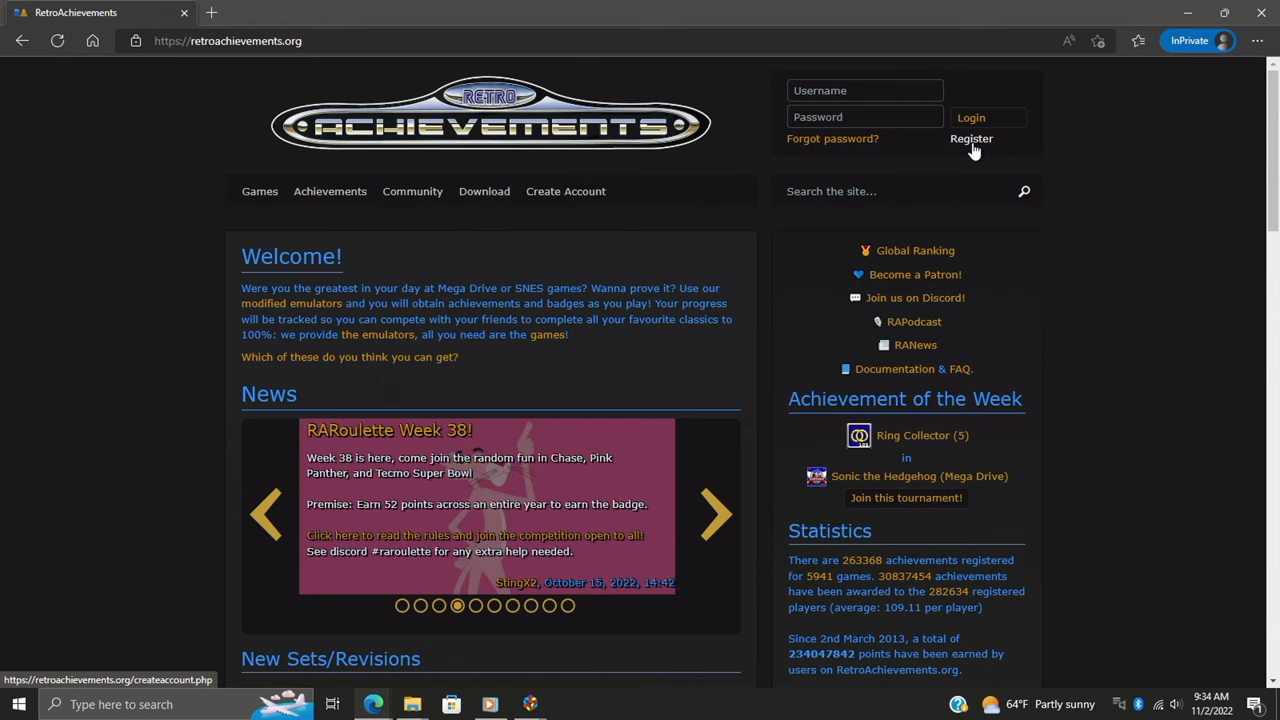 RetroAchievements
https://retroachievements.org
InPrivate
RETRO
ACHIEVEMENTS
Username
Password
Login
Forgot password?
Register
Games
Achievements
Community
Download
Create Account
Search the site...
Welcome!
Were you the greatest in your day at Mega Drive or SNES games? Wanna prove it? Use our
modified emulators and you will obtain achievements and badges as you play! Your progress
will be tracked so you can compete with your friends to complete all your favourite classics to
100%: we provide the emulators, all you need are the games!
Which of these do you think you can get?
News
RARoulette Week 38!
Week 38 is here, come join the random fun in Chase, Pink
Panther, and Tecmo Super Bowl
Premise: Earn 52 points across an entire year to earn the badge.
Click here to read the rules and join the competition open to all!
See discord #raroulette for any extra help needed.
StingX2, October 15, 2022, 14:42
New Sets/Revisions
Global Ranking
Become a Patron!
Join us on Discord!
RAPodcast
RANews
Documentation & FAQ.
Achievement of the Week
Ring Collector (5)
in
Sonic the Hedgehog (Mega Drive)
Join this tournament!
Statistics
There are 263368 achievements registered
for 5941 games. 30837454 achievements
have been awarded to the 282634 registered
players (average: 109.11 per player)
Since 2nd March 2013, a total of
234047842 points have been earned by
users on RetroAchievements.org.
https://retroachievements.org/createaccount.php
Type here to search
64°F Partly sunny
9:34 AM
11/2/2022